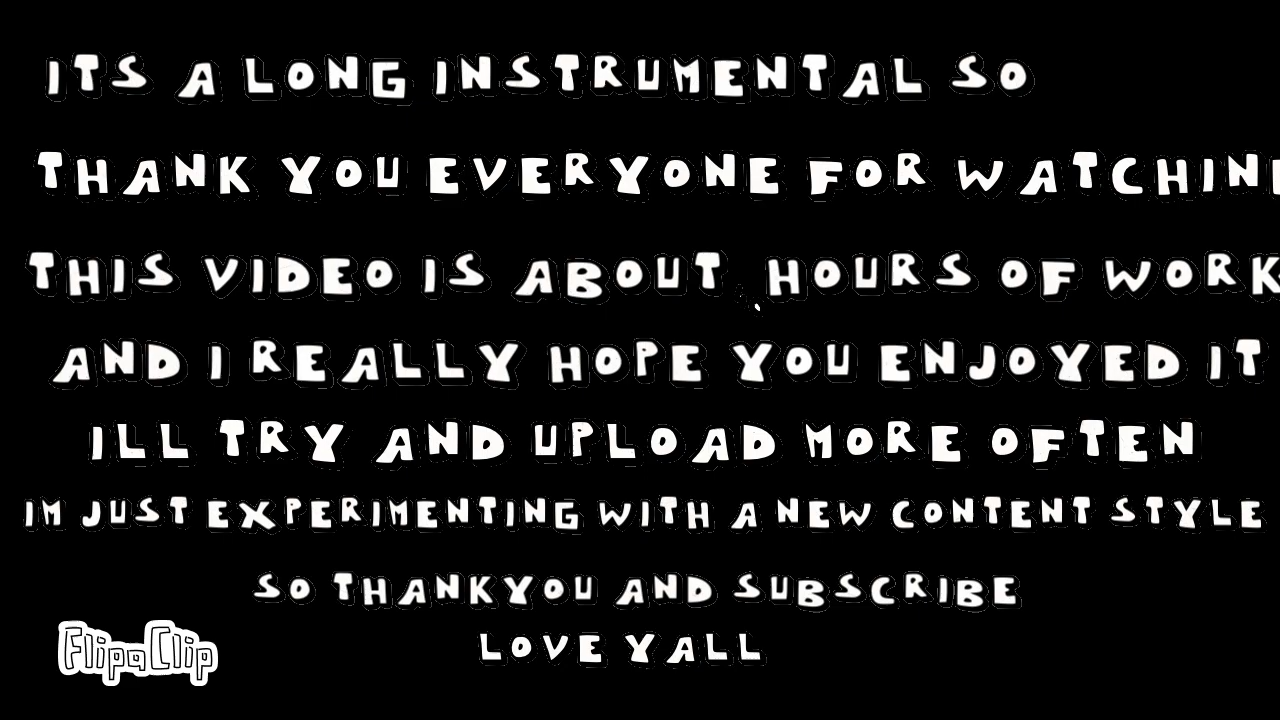 ITS A LONG INSTRUMENTAL SO
THANK YOU EVERYONE FOR WATCHIN
THIS VIDEO IS ABOUT HOURS OF WORK
AND I REALLY HOPE YOU ENJOYED IT
ILL TRY AND UPLOAD MORE OFTEN
IM JUST EXPERIMENTING WITH A NEW CONTENT STYLE
SO THANKYOU AND SUBSCRIBE
LOVE YALL
FlipaClip